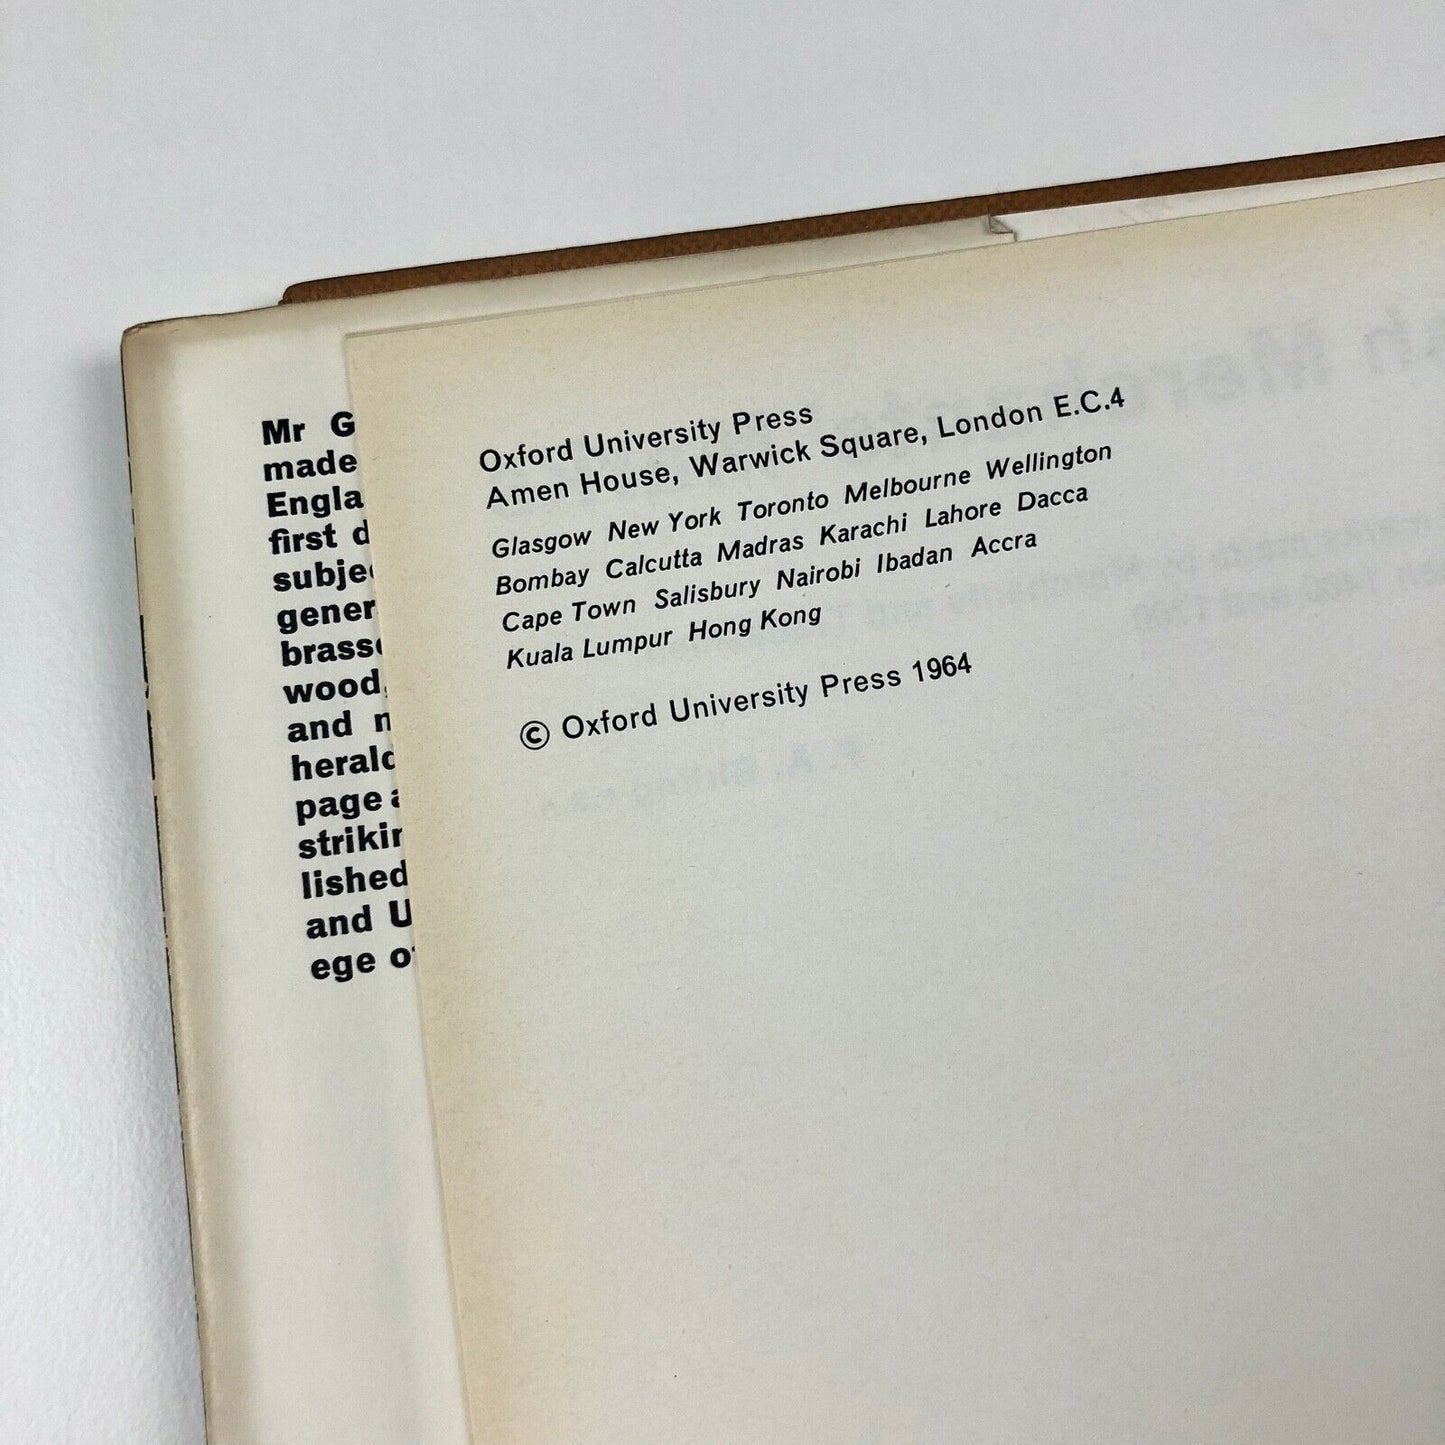 Mr G
made
Engla
first d
subje
gener
brass
wood,
and n
herald
page a
strikin
lished
and U
ege of
Oxford University Press
Amen House, Warwick Square, London E.C.4
Glasgow New York Toronto Melbourne Wellington
Bombay Calcutta Madras Karachi Lahore Dacca
Cape Town Salisbury Nairobi Ibadan Accra
Kuala Lumpur Hong Kong
© Oxford University Press 1964